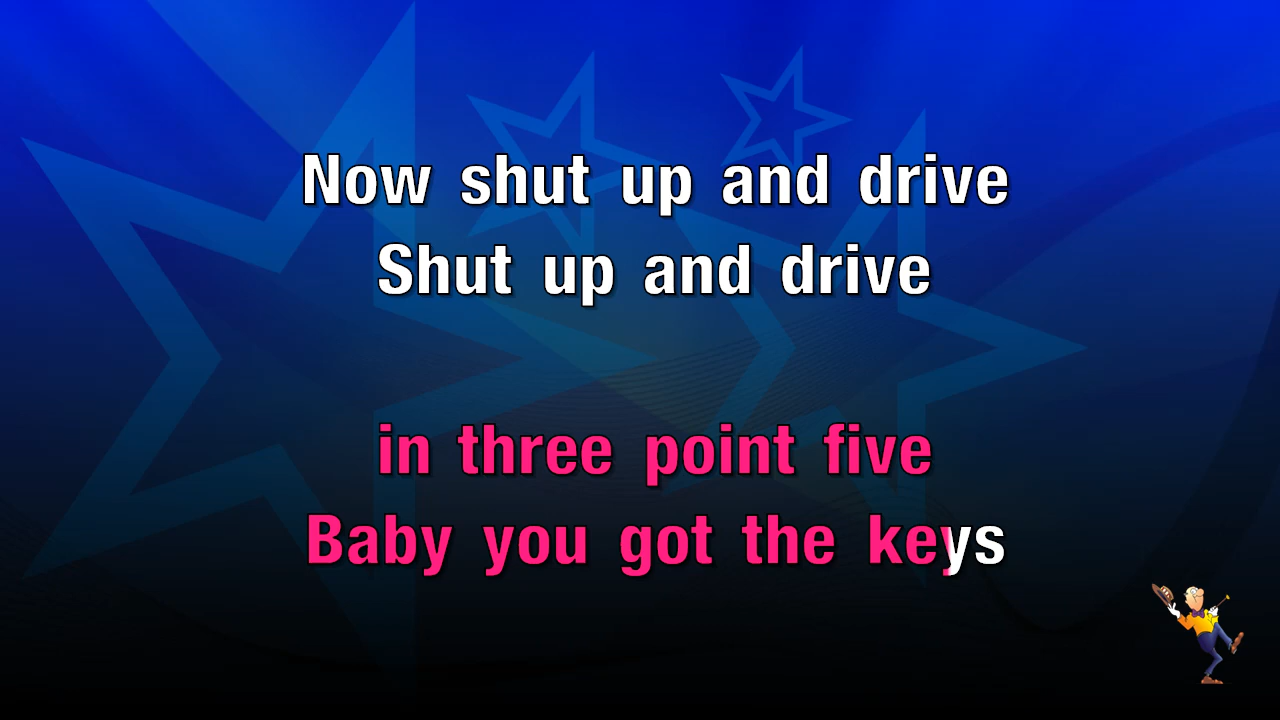 Now shut up and drive
Shut up and drive
in three point five
Baby you got the keys